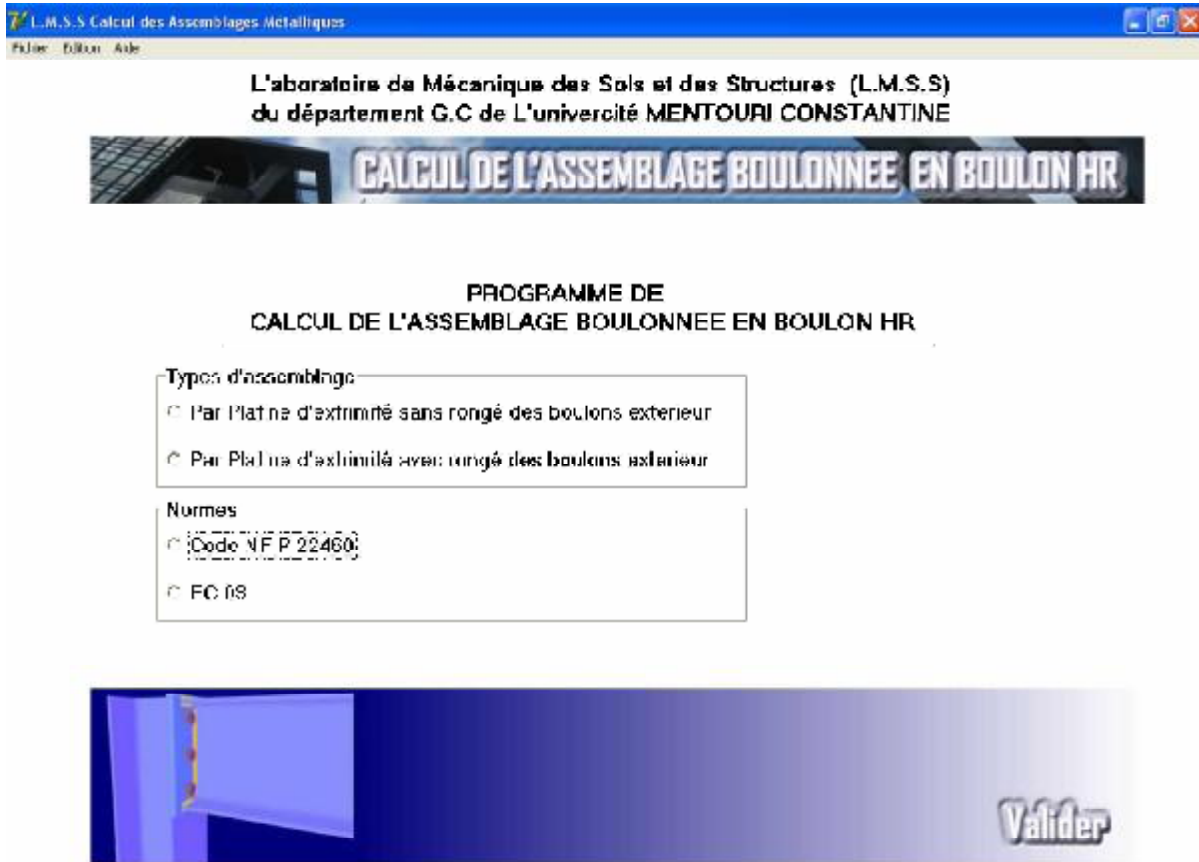 L.M.S.S Calcul des Assemblages Métalliques
Fichier Edition Aide
L'aboratoire de Mécanique des Sols et des Structures (L.M.S.S)
du département G.C de L'univercité MENTOURI CONSTANTINE
CALCUL DE L'ASSEMBLAGE BOULONNEE EN BOULON HR
PROGRAMME DE
CALCUL DE L'ASSEMBLAGE BOULONNEE EN BOULON HR
Types d'assemblage
Par Platine d'extrimité sans rongé des boulons exterieur
Par Platine d'extrimité avec rongé des boulons exterieur
Normes
Code NF P 22460
EC 03
Valider